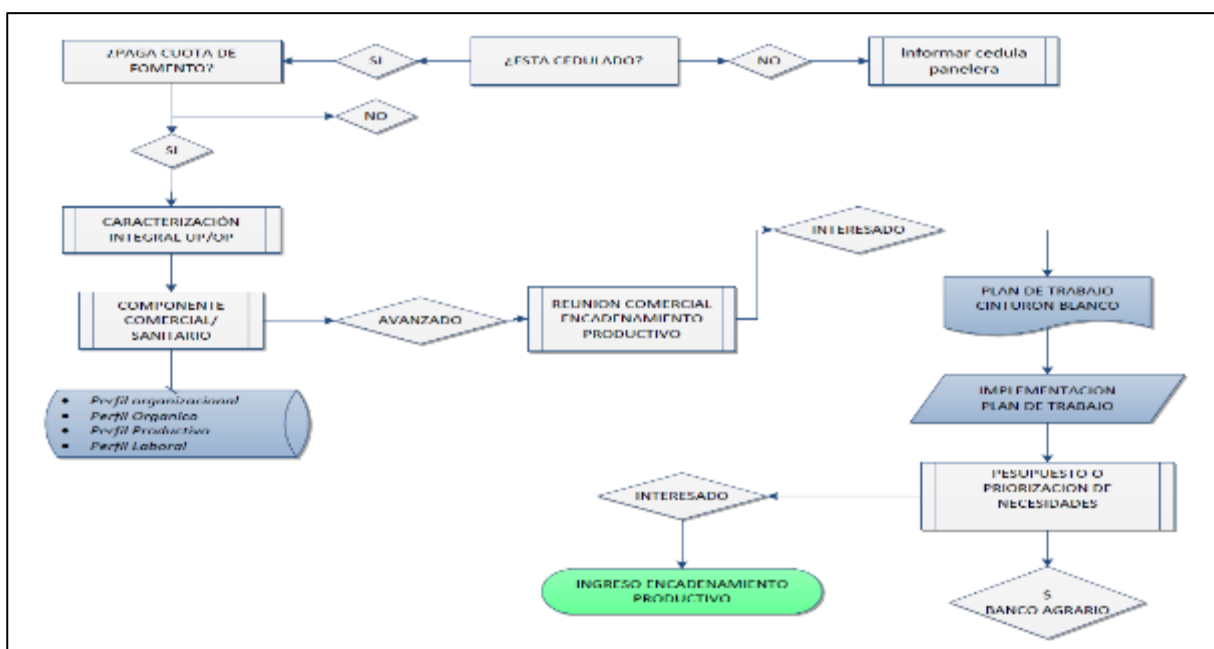 ¿PAGA CUOTA DE
FOMENTO?
SI
¿ESTA CEDULADO?
NO
Informar cedula
panelera
NO
SI
CARACTERIZACIÓN
INTEGRAL UP/OP
INTERESADO
COMPONENTE
COMERCIAL/
SANITARIO
AVANZADO
REUNION COMERCIAL
ENCADENAMIENTO
PRODUCTIVO
PLAN DE TRABAJO
CINTURON BLANCO
• Perfil organizacional
• Perfil Organico
• Perfil Productivo
• Perfil Laboral
IMPLEMENTACION
PLAN DE TRABAJO
INTERESADO
PESUPUESTO O
PRIORIZACION DE
NECESIDADES
INGRESO ENCADENAMIENTO
PRODUCTIVO
S
BANCO AGRARIO